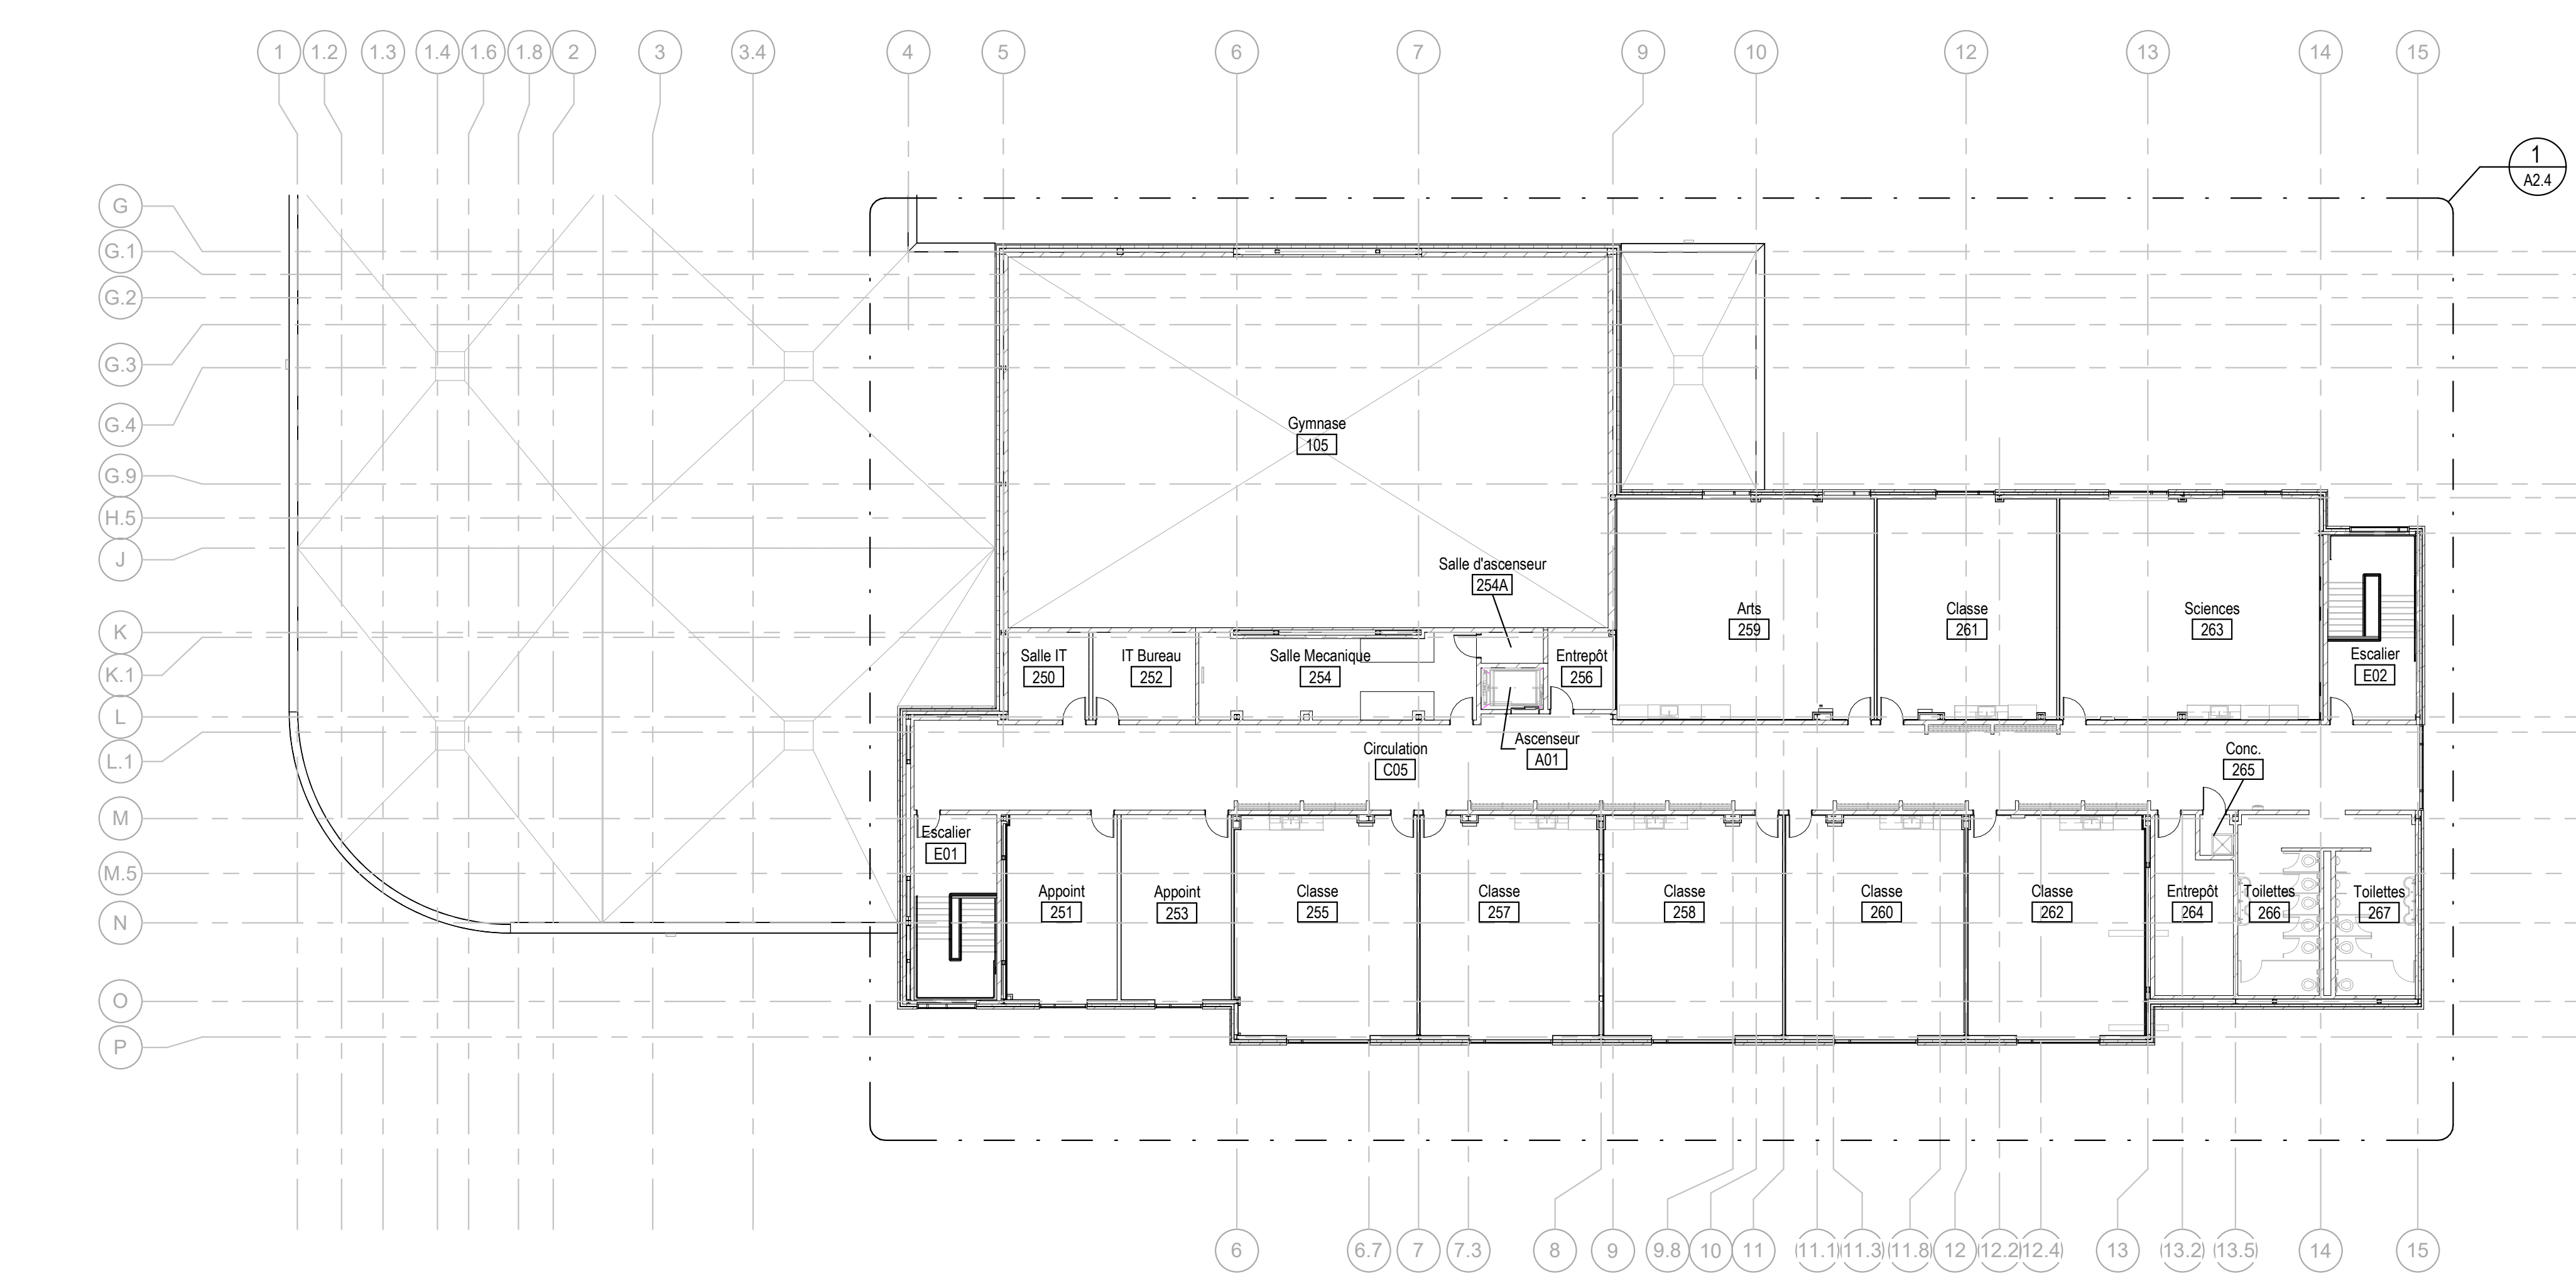 1
1.2
1.3
1.4
1.6
1.8
2
3
3.4
4
5
6
7
9
10
12
13
14
15
1
A2.4
G
G.1
G.2
G.3
G.4
G.9
H.5
J
K
K.1
L
L.1
M
M.5
N
O
P
Gymnase
105
Salle d'ascenseur
254A
Arts
259
Classe
261
Sciences
263
Escalier
E02
Salle IT
250
IT Bureau
252
Salle Mecanique
254
Entrepôt
256
Circulation
C05
Ascenseur
A01
Conc.
265
Escalier
E01
Appoint
251
Appoint
253
Classe
255
Classe
257
Classe
258
Classe
260
Classe
262
Entrepôt
264
Toilettes
266
Toilettes
267
6
6.7
7
7.3
8
9
9.8
10
11
11.1
11.3
11.8
12
12.2
12.4
13
13.2
13.5
14
15